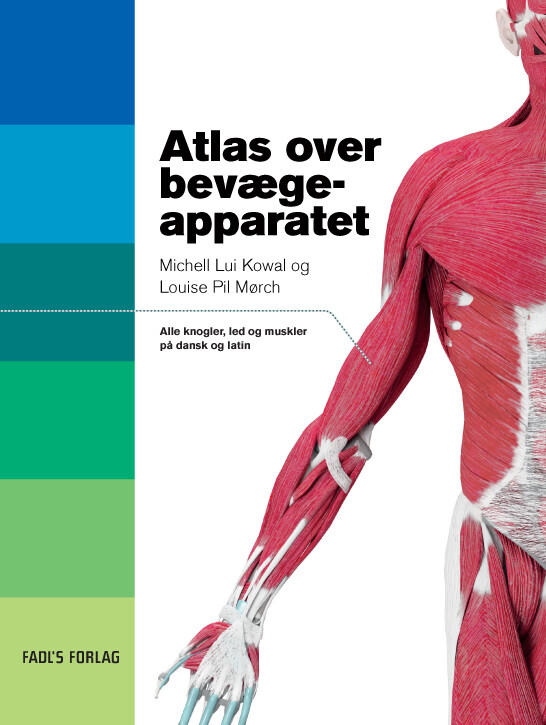 Atlas over
bevæge-
apparatet
Michell Lui Kowal og
Louise Pil Mørch
Alle knogler, led og muskler
på dansk og latin
FADL'S FORLAG